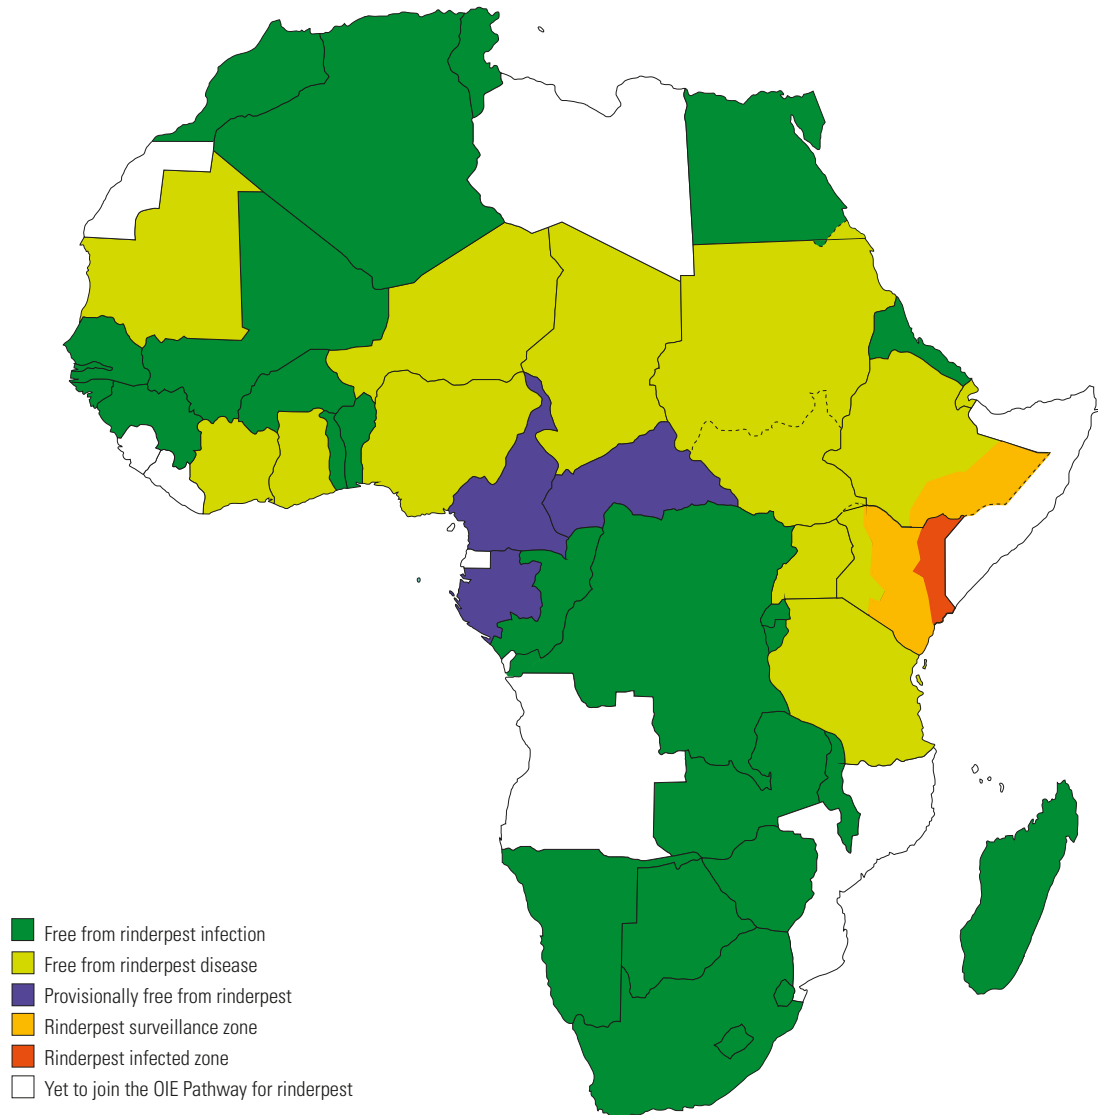 Free from rinderpest infection
Free from rinderpest disease
Provisionally free from rinderpest
Rinderpest surveillance zone
Rinderpest infected zone
Yet to join the OIE Pathway for rinderpest